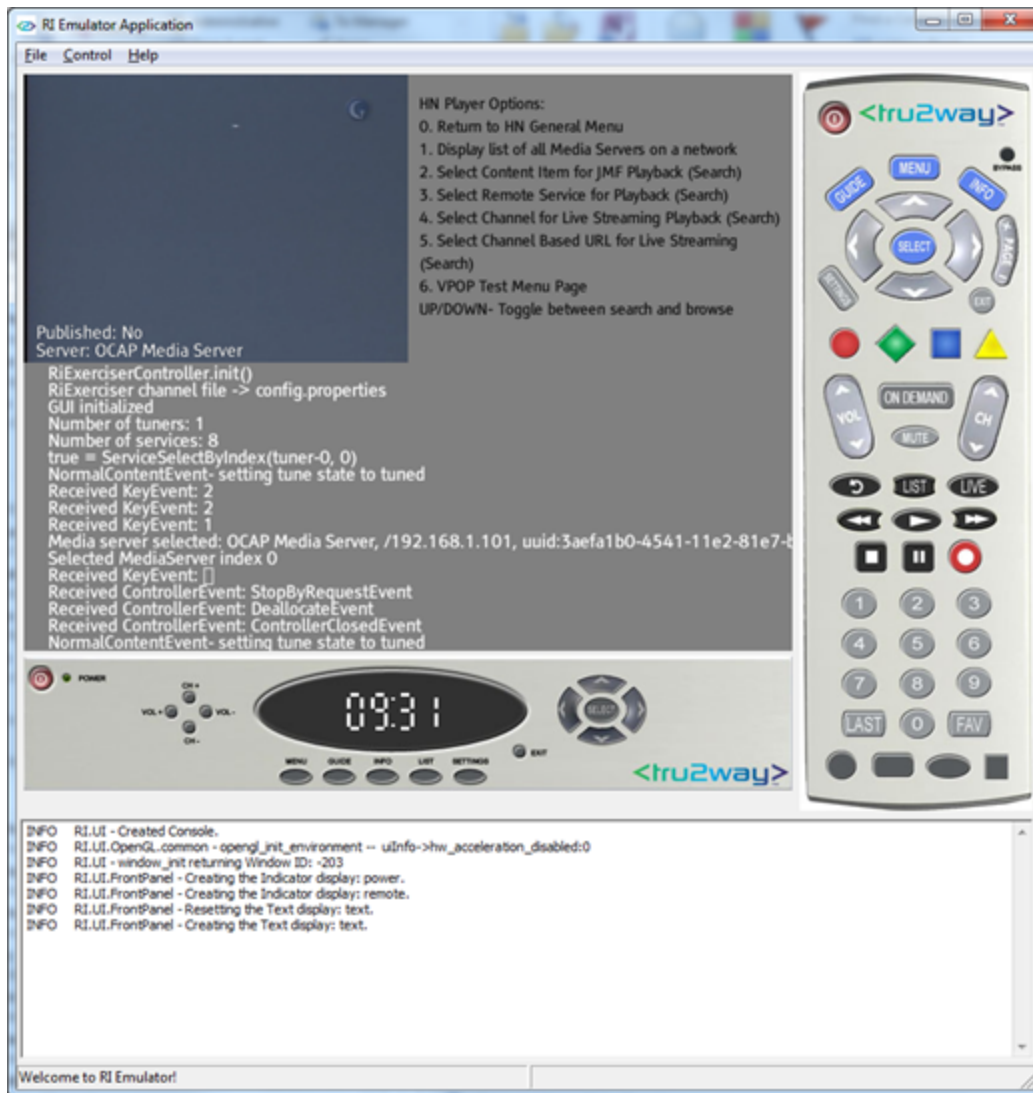 RI Emulator Application
File Control Help
HN Player Options:
0. Return to HN General Menu
1. Display list of all Media Servers on a network
2. Select Content Item for JMF Playback (Search)
3. Select Remote Service for Playback (Search)
4. Select Channel for Live Streaming Playback (Search)
5. Select Channel Based URL for Live Streaming
(Search)
6. VPOP Test Menu Page
UP/DOWN- Toggle between search and browse
Published: No
Server: OCAP Media Server
RiExerciserController.init()
RiExerciser channel file -> config.properties
GUI initialized
Number of tuners: 1
Number of services: 8
true = ServiceSelectByIndex(tuner-0, 0)
NormalContentEvent- setting tune state to tuned
Received KeyEvent: 2
Received KeyEvent: 2
Received KeyEvent: 1
Media server selected: OCAP Media Server, /192.168.1.101, uuid:3aefa1b0-4541-11e2-81e7-b
Selected MediaServer index 0
Received KeyEvent: []
Received ControllerEvent: StopByRequestEvent
Received ControllerEvent: DeallocateEvent
Received ControllerEvent: ControllerClosedEvent
NormalContentEvent- setting tune state to tuned
POWER
CH +
VOL + VOL -
CH -
09:31
SELECT
EXIT
MENU GUIDE INFO LIST SETTINGS
<tru2way>
<tru2way>
BYPASS
GUIDE MENU INFO
SELECT
+ PAGE -
SETTINGS
EXIT
VOL ON DEMAND CH
MUTE
LIST LIVE
1 2 3
4 5 6
7 8 9
LAST 0 FAV
INFO RI.UI - Created Console.
INFO RI.UI.OpenGL.common - opengl_init_environment -- uiInfo->hw_acceleration_disabled:0
INFO RI.UI - window_init returning Window ID: -203
INFO RI.UI.FrontPanel - Creating the Indicator display: power.
INFO RI.UI.FrontPanel - Creating the Indicator display: remote.
INFO RI.UI.FrontPanel - Resetting the Text display: text.
INFO RI.UI.FrontPanel - Creating the Text display: text.
Welcome to RI Emulator!